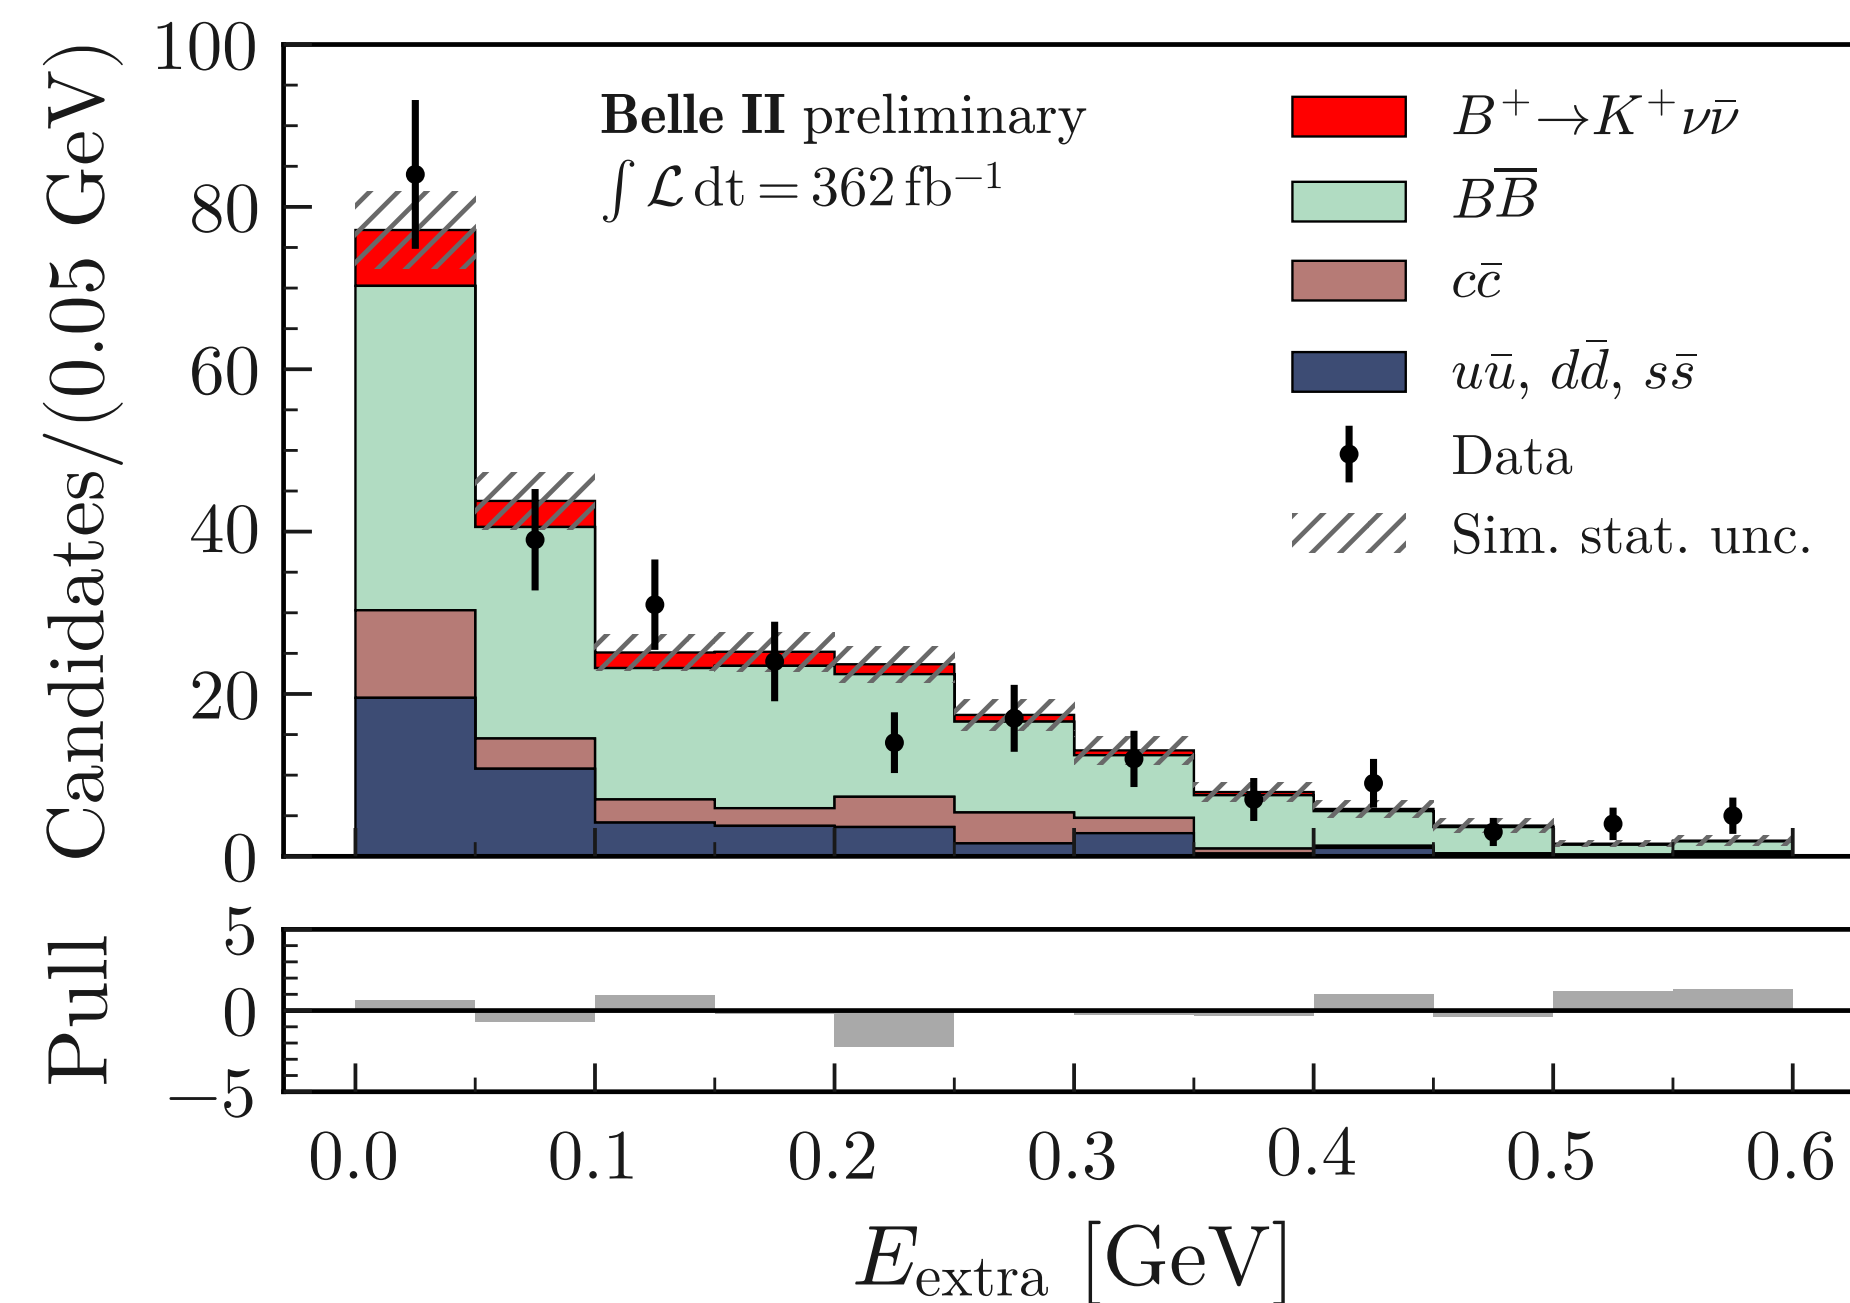 Candidates/(0.05 GeV)
100
80
60
40
20
0
Belle II preliminary
∫ ℒ dt = 362 fb⁻¹
B⁺→K⁺νν̄
BB̅
cc̄
uū, dd̄, ss̄
Data
Sim. stat. unc.
Pull
5
0
−5
0.0 0.1 0.2 0.3 0.4 0.5 0.6
E_extra [GeV]